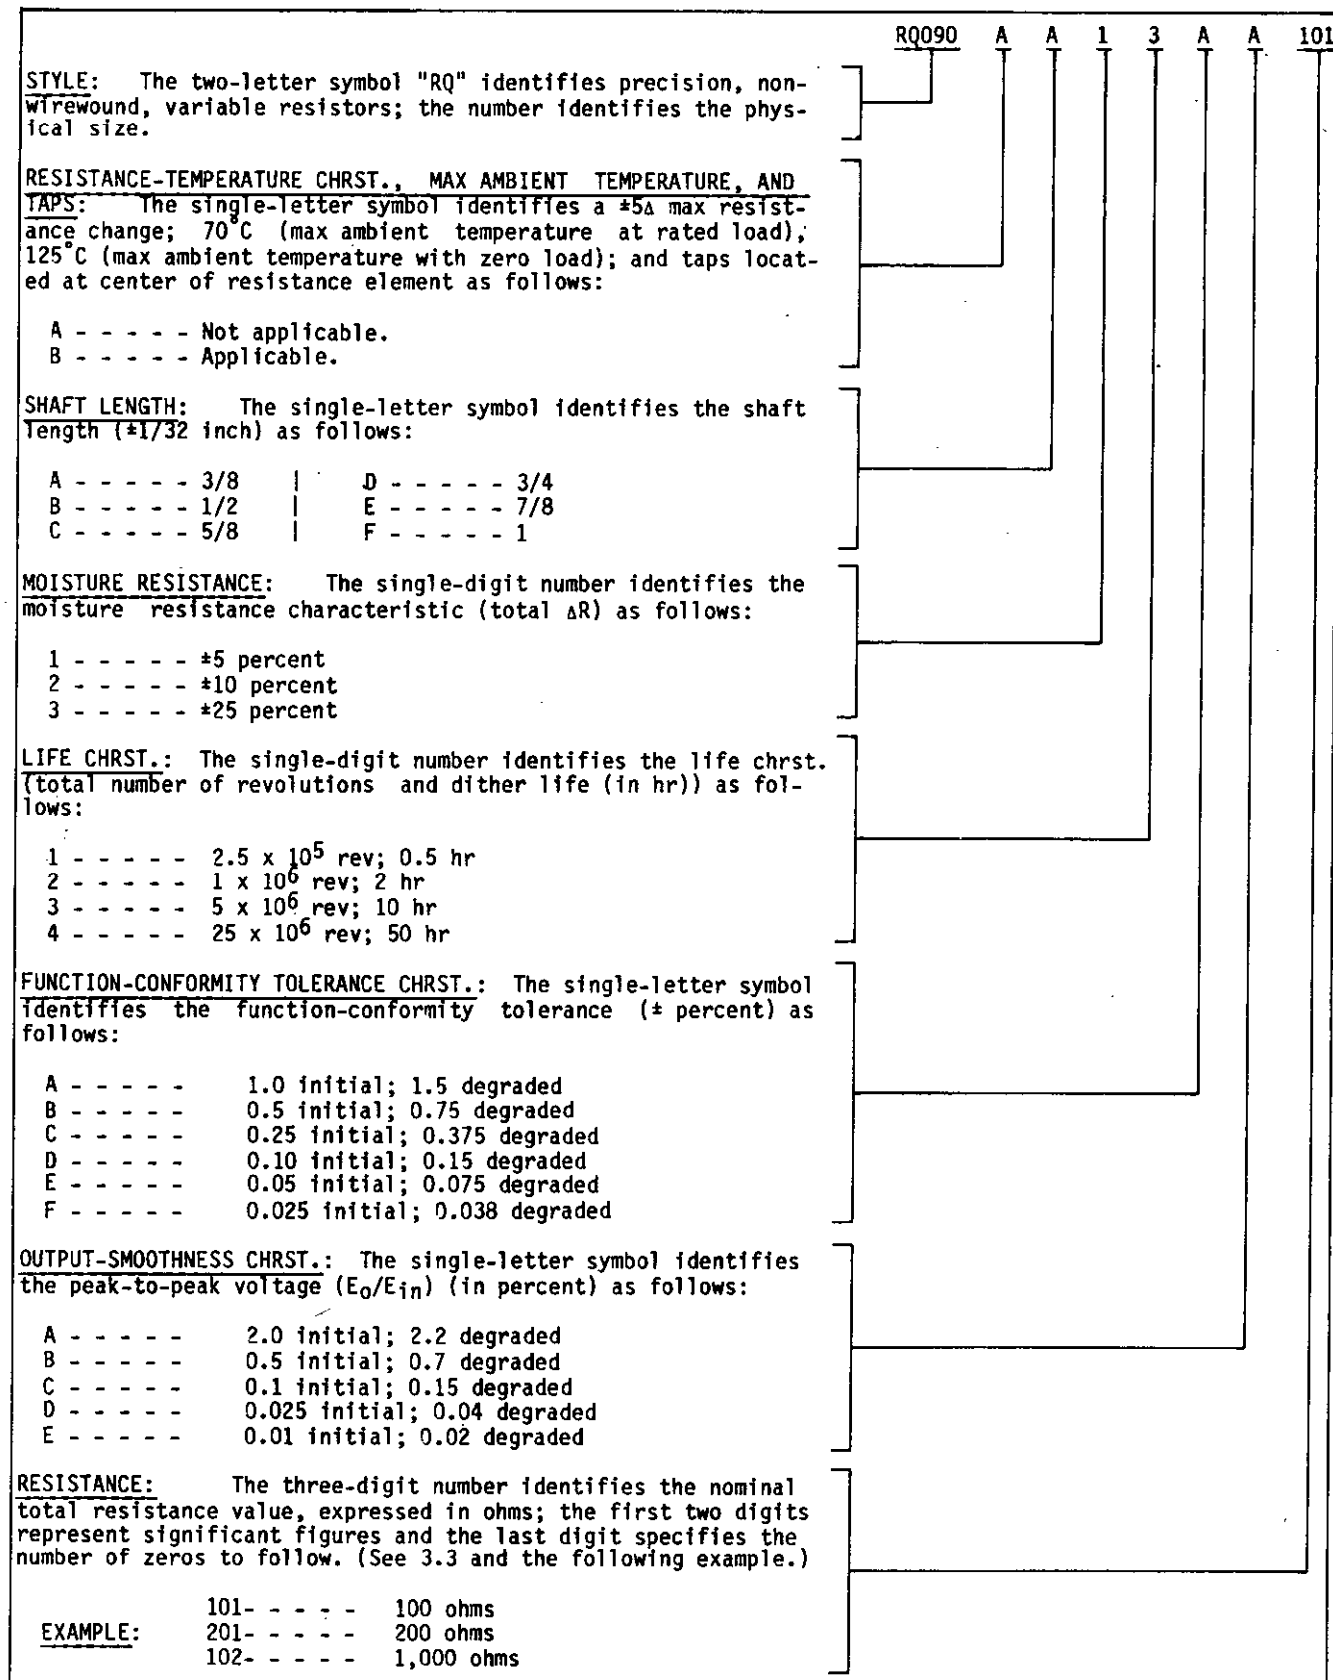 RQ090 A A 1 3 A A 101
STYLE: The two-letter symbol "RQ" identifies precision, non-
wirewound, variable resistors; the number identifies the phys-
ical size.
RESISTANCE-TEMPERATURE CHRST., MAX AMBIENT TEMPERATURE, AND
TAPS: The single-letter symbol identifies a ±5∆ max resist-
ance change; 70°C (max ambient temperature at rated load),
125°C (max ambient temperature with zero load); and taps locat-
ed at center of resistance element as follows:
A - - - - - Not applicable.
B - - - - - Applicable.
SHAFT LENGTH: The single-letter symbol identifies the shaft
length (±1/32 inch) as follows:
A - - - - - 3/8 | D - - - - - 3/4
B - - - - - 1/2 | E - - - - - 7/8
C - - - - - 5/8 | F - - - - - 1
MOISTURE RESISTANCE: The single-digit number identifies the
moisture resistance characteristic (total ∆R) as follows:
1 - - - - - ±5 percent
2 - - - - - ±10 percent
3 - - - - - ±25 percent
LIFE CHRST.: The single-digit number identifies the life chrst.
(total number of revolutions and dither life (in hr)) as fol-
lows:
1 - - - - - 2.5 x 10⁵ rev; 0.5 hr
2 - - - - - 1 x 10⁶ rev; 2 hr
3 - - - - - 5 x 10⁶ rev; 10 hr
4 - - - - - 25 x 10⁶ rev; 50 hr
FUNCTION-CONFORMITY TOLERANCE CHRST.: The single-letter symbol
identifies the function-conformity tolerance (± percent) as
follows:
A - - - - - 1.0 initial; 1.5 degraded
B - - - - - 0.5 initial; 0.75 degraded
C - - - - - 0.25 initial; 0.375 degraded
D - - - - - 0.10 initial; 0.15 degraded
E - - - - - 0.05 initial; 0.075 degraded
F - - - - - 0.025 initial; 0.038 degraded
OUTPUT-SMOOTHNESS CHRST.: The single-letter symbol identifies
the peak-to-peak voltage (Eo/Ein) (in percent) as follows:
A - - - - - 2.0 initial; 2.2 degraded
B - - - - - 0.5 initial; 0.7 degraded
C - - - - - 0.1 initial; 0.15 degraded
D - - - - - 0.025 initial; 0.04 degraded
E - - - - - 0.01 initial; 0.02 degraded
RESISTANCE: The three-digit number identifies the nominal
total resistance value, expressed in ohms; the first two digits
represent significant figures and the last digit specifies the
number of zeros to follow. (See 3.3 and the following example.)
101- - - - - 100 ohms
EXAMPLE: 201- - - - - 200 ohms
102- - - - - 1,000 ohms